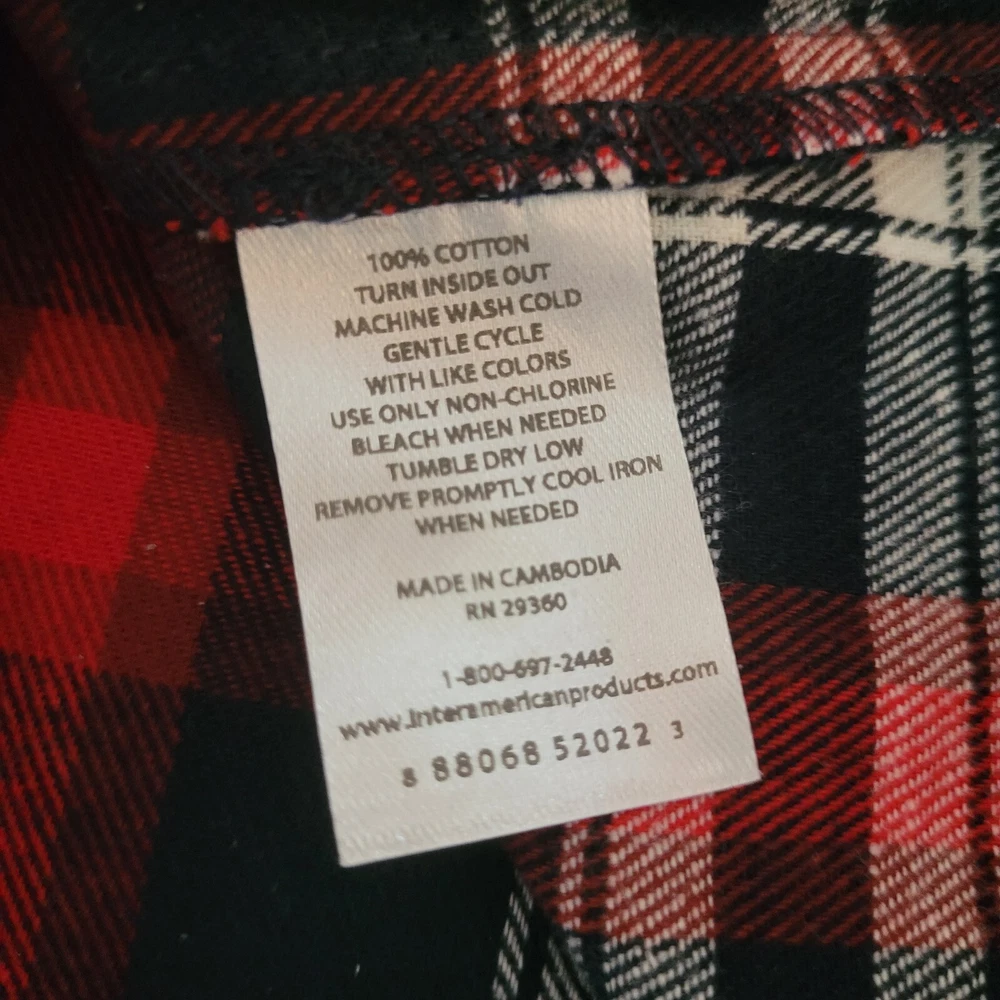 100% COTTON
TURN INSIDE OUT
MACHINE WASH COLD
GENTLE CYCLE
WITH LIKE COLORS
USE ONLY NON-CHLORINE
BLEACH WHEN NEEDED
TUMBLE DRY LOW
REMOVE PROMPTLY COOL IRON
WHEN NEEDED
MADE IN CAMBODIA
RN 29360
1-800-697-2448
www.interamericanproducts.com
8 88068 52022 3